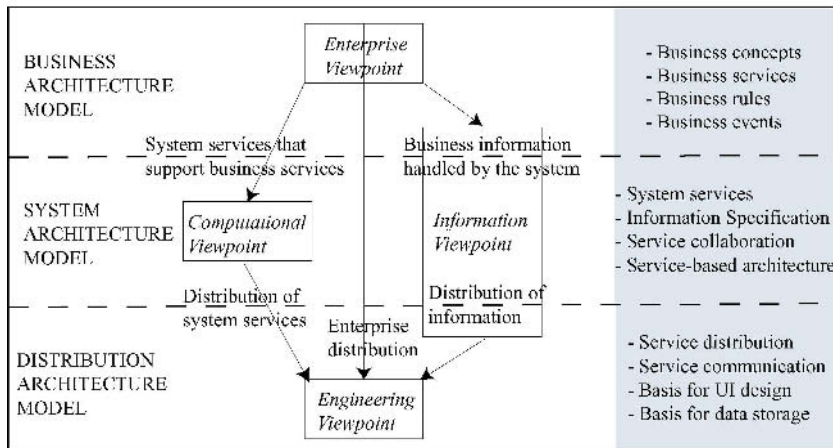 BUSINESS
ARCHITECTURE
MODEL
Enterprise
Viewpoint
- Business concepts
- Business services
- Business rules
- Business events
System services that
support business services
Business information
handled by the system
SYSTEM
ARCHITECTURE
MODEL
Computational
Viewpoint
Information
Viewpoint
- System services
- Information Specification
- Service collaboration
- Service-based architecture
Distribution of
system services
Distribution of
information
Enterprise
distribution
DISTRIBUTION
ARCHITECTURE
MODEL
Engineering
Viewpoint
- Service distribution
- Service communication
- Basis for UI design
- Basis for data storage